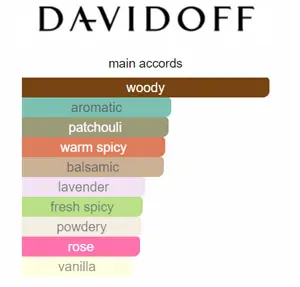 DAVIDOFF
main accords
woody
aromatic
patchouli
warm spicy
balsamic
lavender
fresh spicy
powdery
rose
vanilla